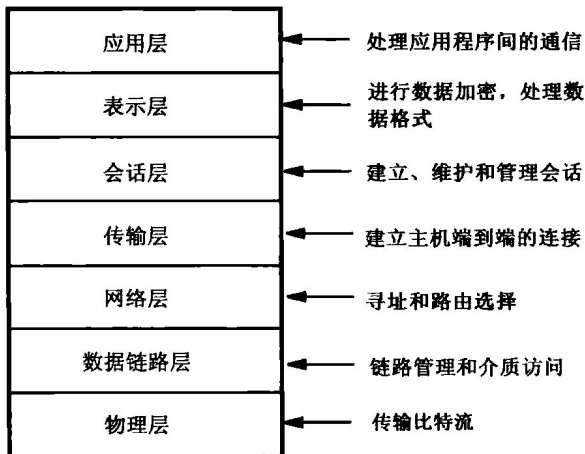 应用层
处理应用程序间的通信
表示层
进行数据加密，处理数
据格式
会话层
建立、维护和管理会话
传输层
建立主机端到端的连接
网络层
寻址和路由选择
数据链路层
链路管理和介质访问
物理层
传输比特流